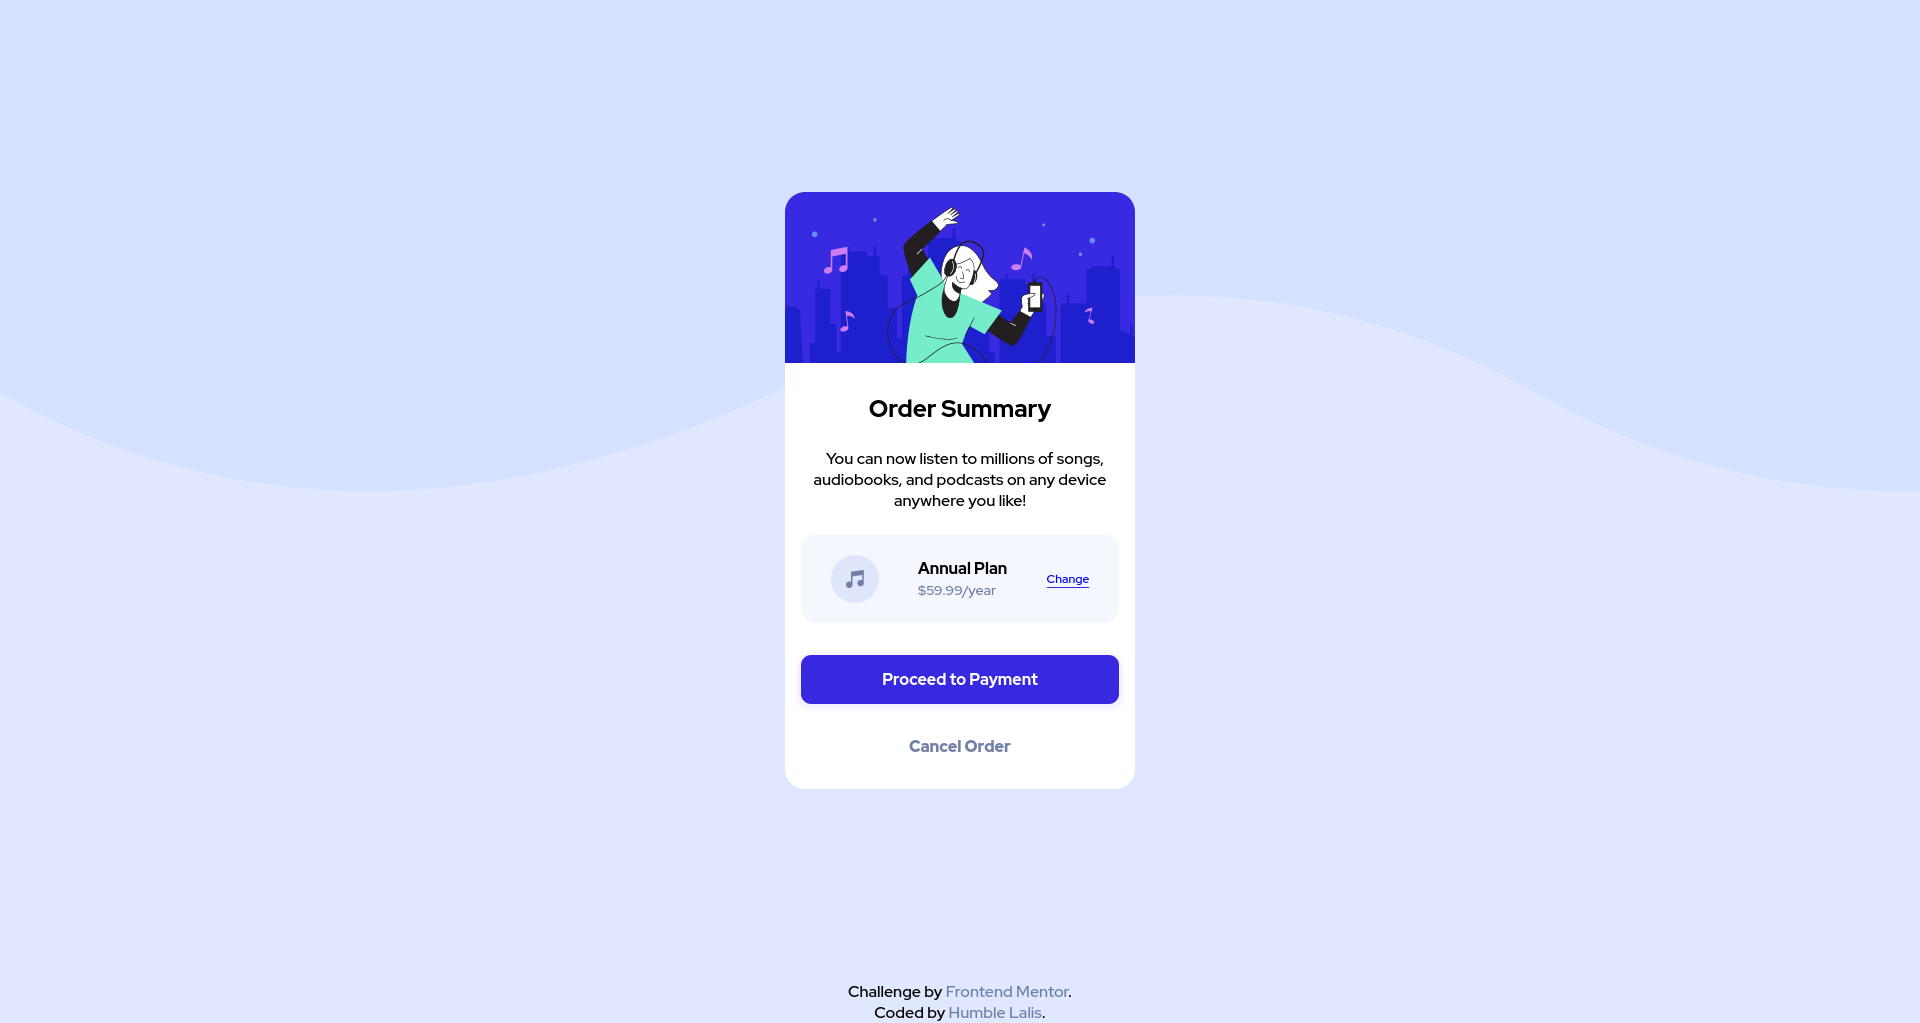 Order Summary
You can now listen to millions of songs,
audiobooks, and podcasts on any device
anywhere you like!
Annual Plan
$59.99/year
Change
Proceed to Payment
Cancel Order
Challenge by Frontend Mentor.
Coded by Humble Lalis.